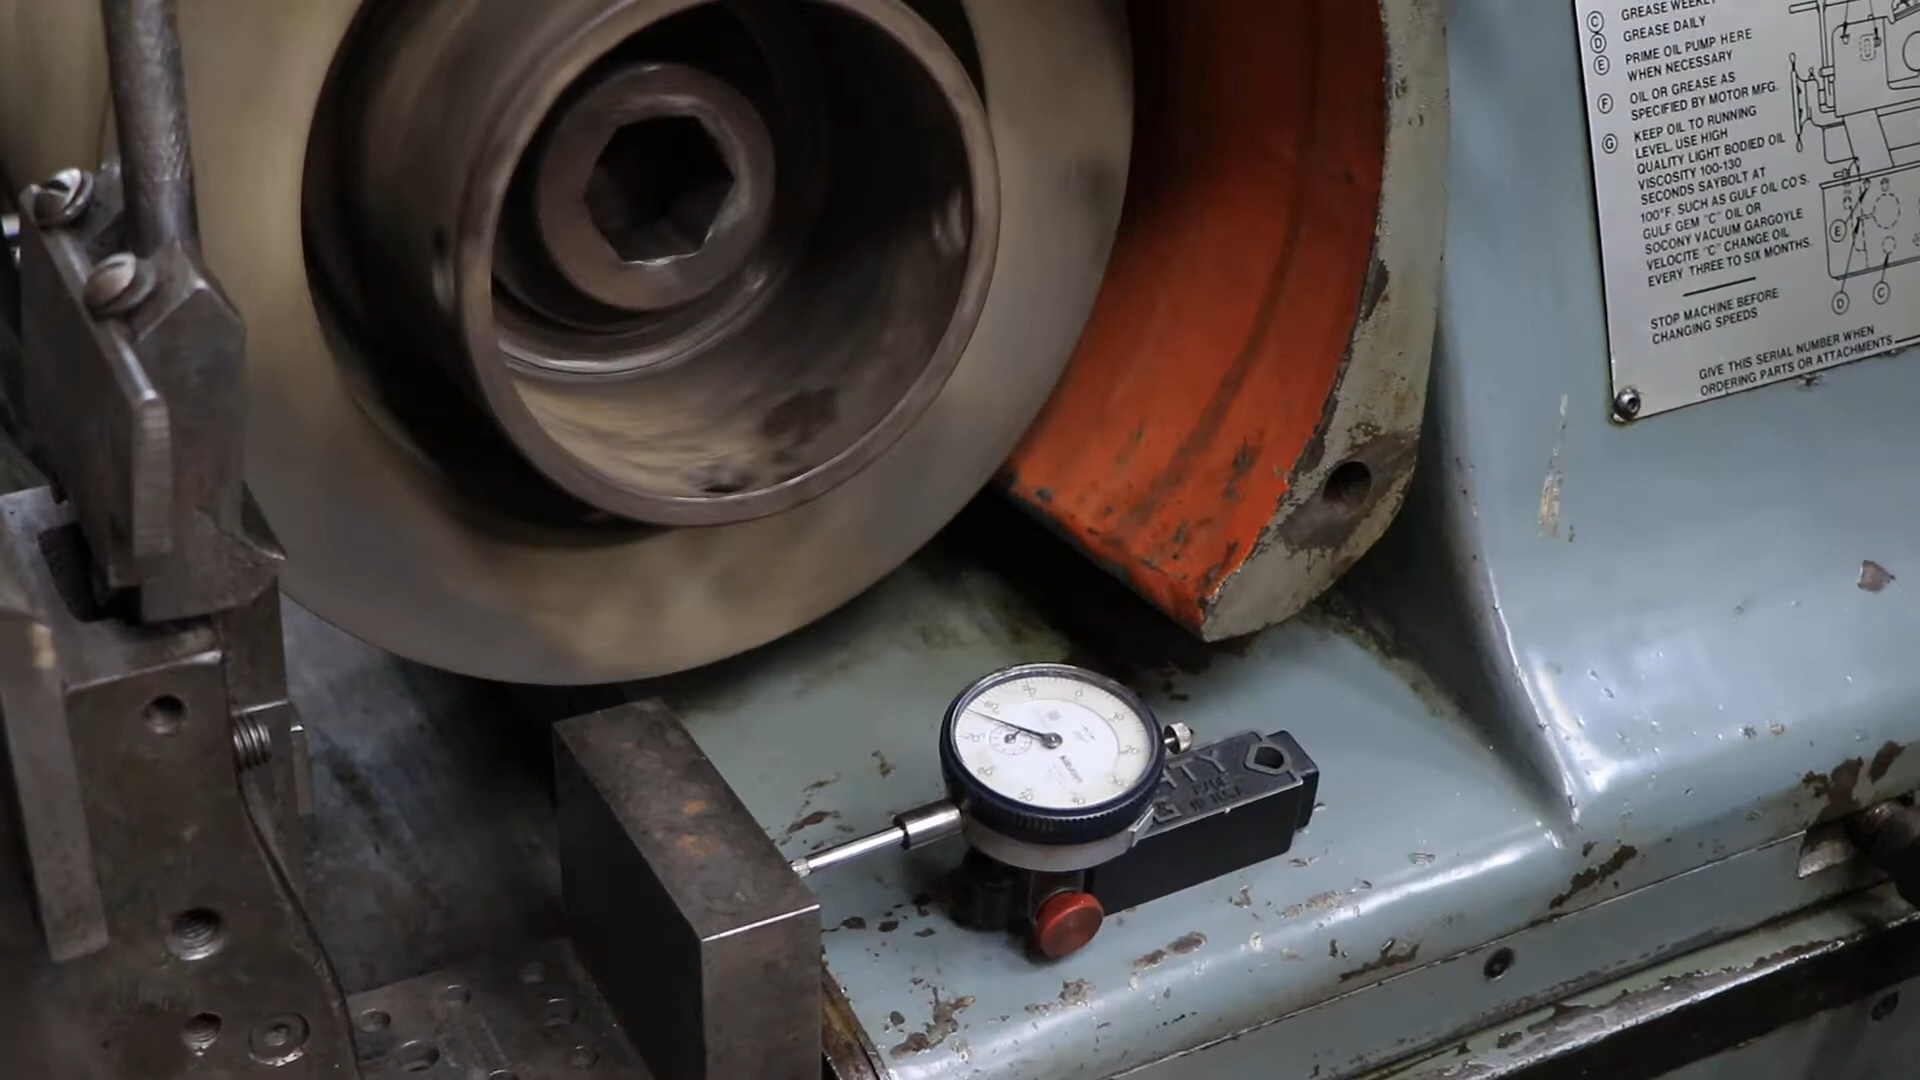 C GREASE WEEKLY
D GREASE DAILY
E PRIME OIL PUMP HERE
WHEN NECESSARY
F OIL OR GREASE AS
SPECIFIED BY MOTOR MFG.
G KEEP OIL TO RUNNING
LEVEL. USE HIGH
QUALITY LIGHT BODIED OIL
VISCOSITY 100-130
SECONDS SAYBOLT AT
100°F. SUCH AS GULF OIL CO'S.
GULF GEM "C" OIL OR
SOCONY VACUUM GARGOYLE
VELOCITE "C" CHANGE OIL
EVERY THREE TO SIX MONTHS.
STOP MACHINE BEFORE
CHANGING SPEEDS
GIVE THIS SERIAL NUMBER WHEN
ORDERING PARTS OR ATTACHMENTS
E
D
C
Mitutoyo